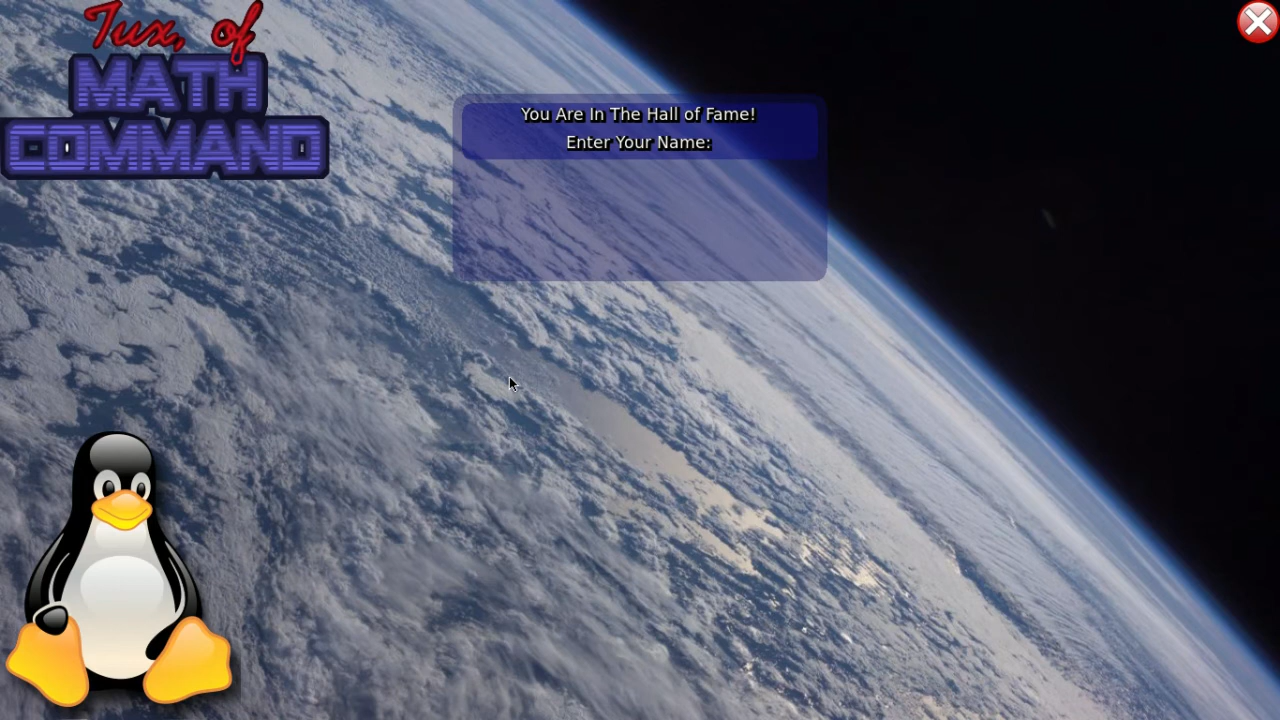 Tux, of
MATH
COMMAND
You Are In The Hall of Fame!
Enter Your Name: